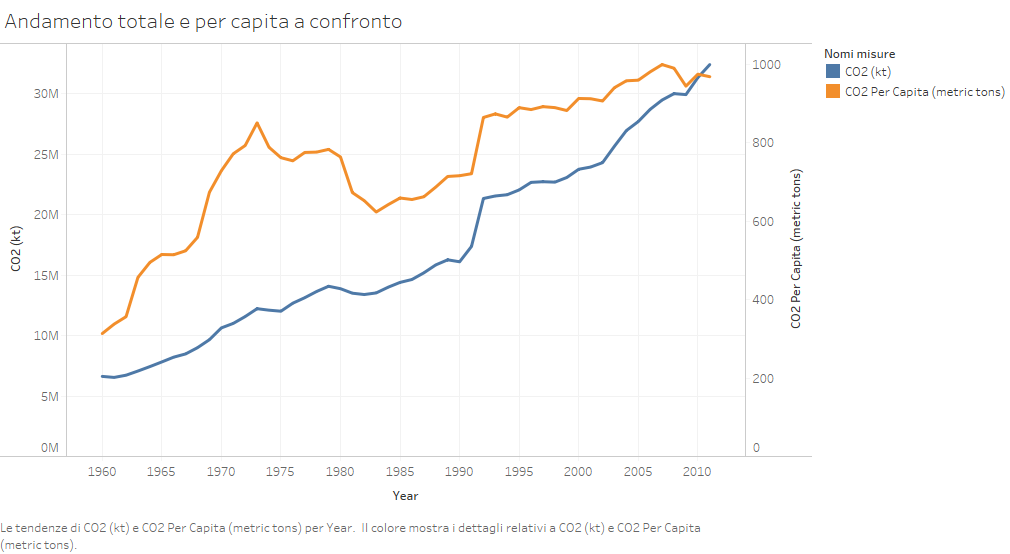 Andamento totale e per capita a confronto
Nomi misure
CO2 (kt)
CO2 Per Capita (metric tons)
CO2 (kt)
30M
25M
20M
15M
10M
5M
0M
1000
800
600
400
200
0
CO2 Per Capita (metric tons)
1960 1965 1970 1975 1980 1985 1990 1995 2000 2005 2010
Year
Le tendenze di CO2 (kt) e CO2 Per Capita (metric tons) per Year. Il colore mostra i dettagli relativi a CO2 (kt) e CO2 Per Capita
(metric tons).